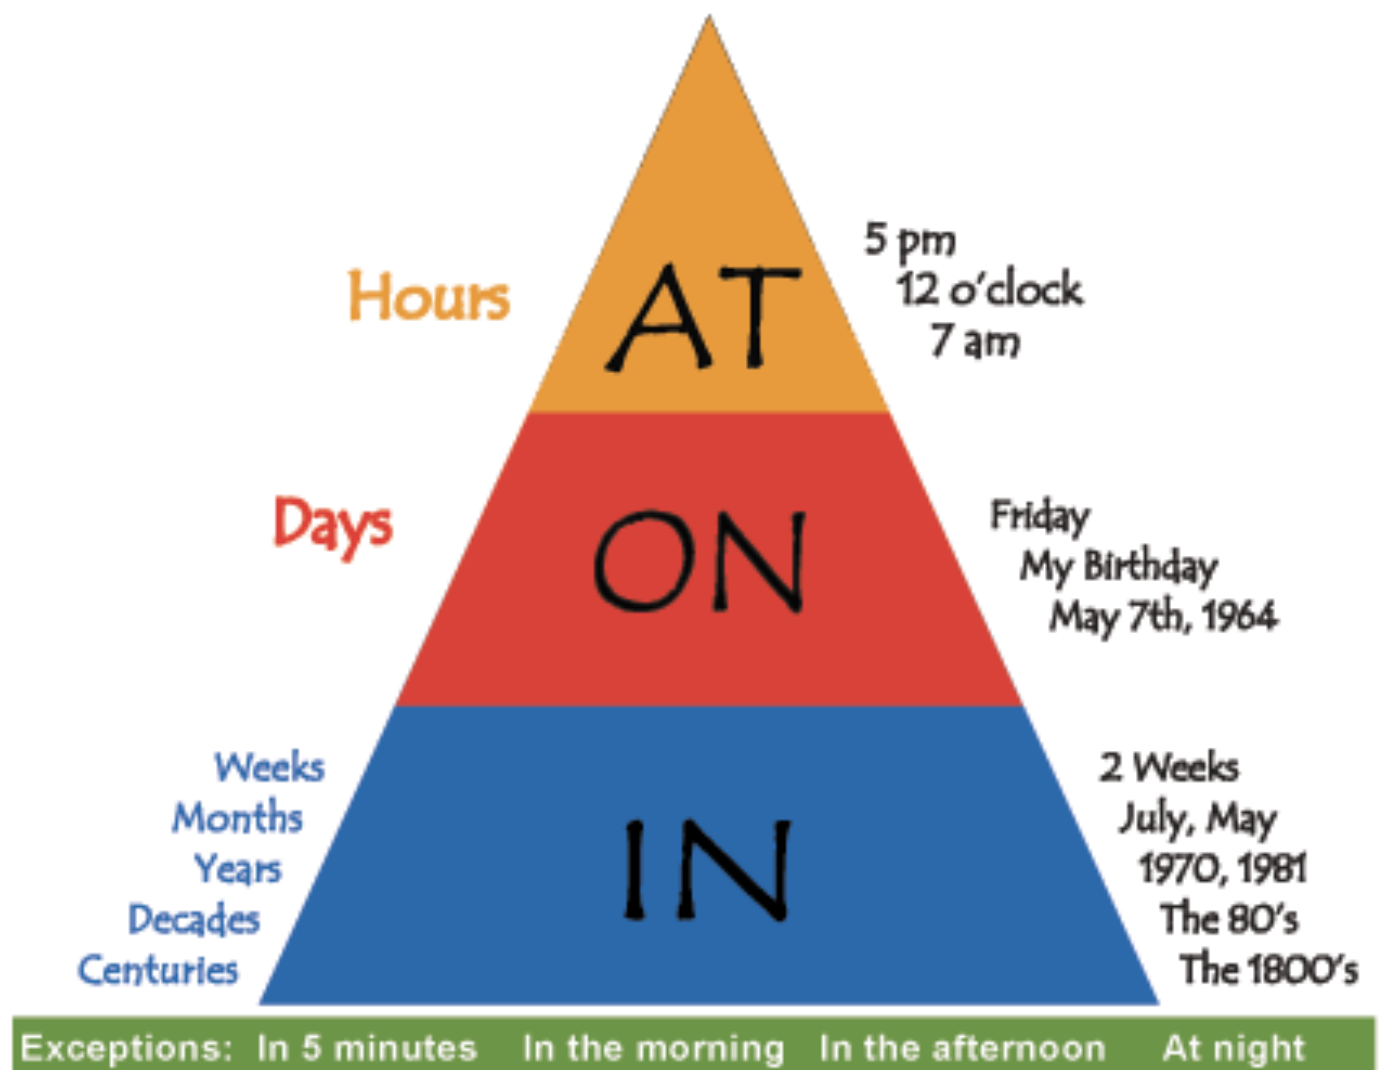 Hours
AT
5 pm
12 o'clock
7 am
Days
ON
Friday
My Birthday
May 7th, 1964
Weeks
Months
Years
Decades
Centuries
IN
2 Weeks
July, May
1970, 1981
The 80's
The 1800's
Exceptions: In 5 minutes In the morning In the afternoon At night